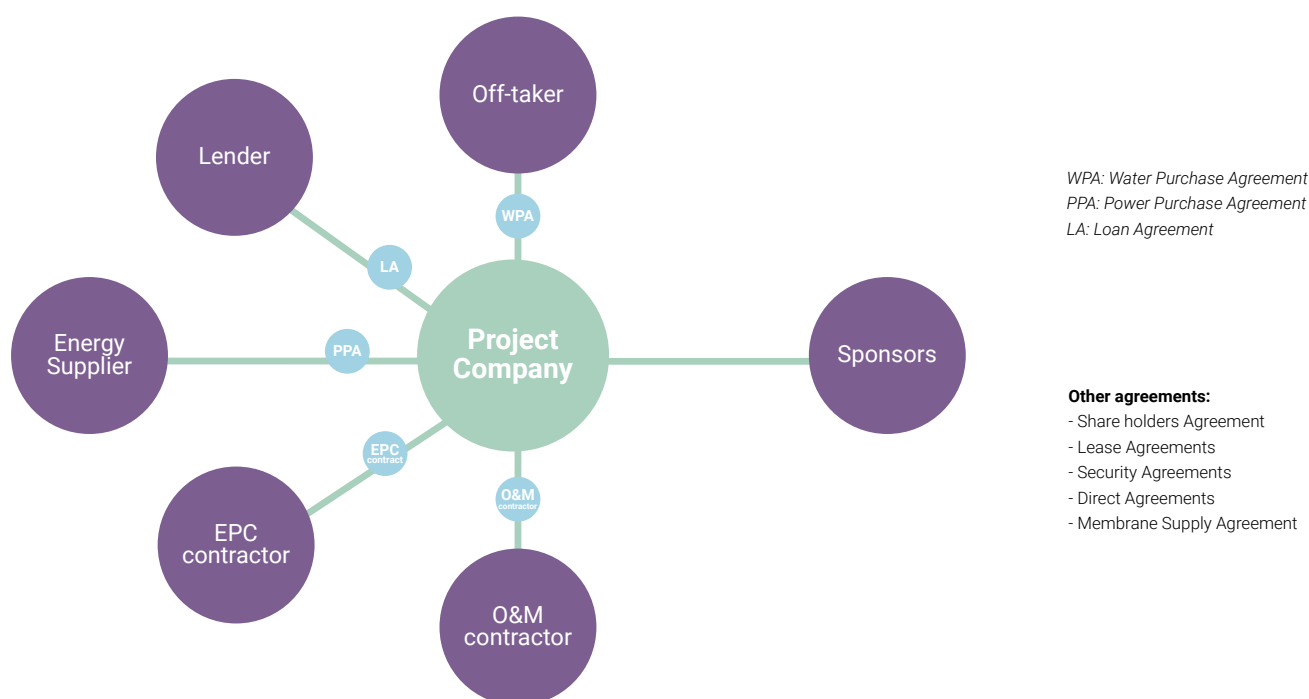 Off-taker
Lender
WPA
LA
Energy
Supplier
PPA
Project
Company
Sponsors
EPC
contract
EPC
contractor
O&M
contractor
O&M
contractor
WPA: Water Purchase Agreement
PPA: Power Purchase Agreement
LA: Loan Agreement
Other agreements:
- Share holders Agreement
- Lease Agreements
- Security Agreements
- Direct Agreements
- Membrane Supply Agreement